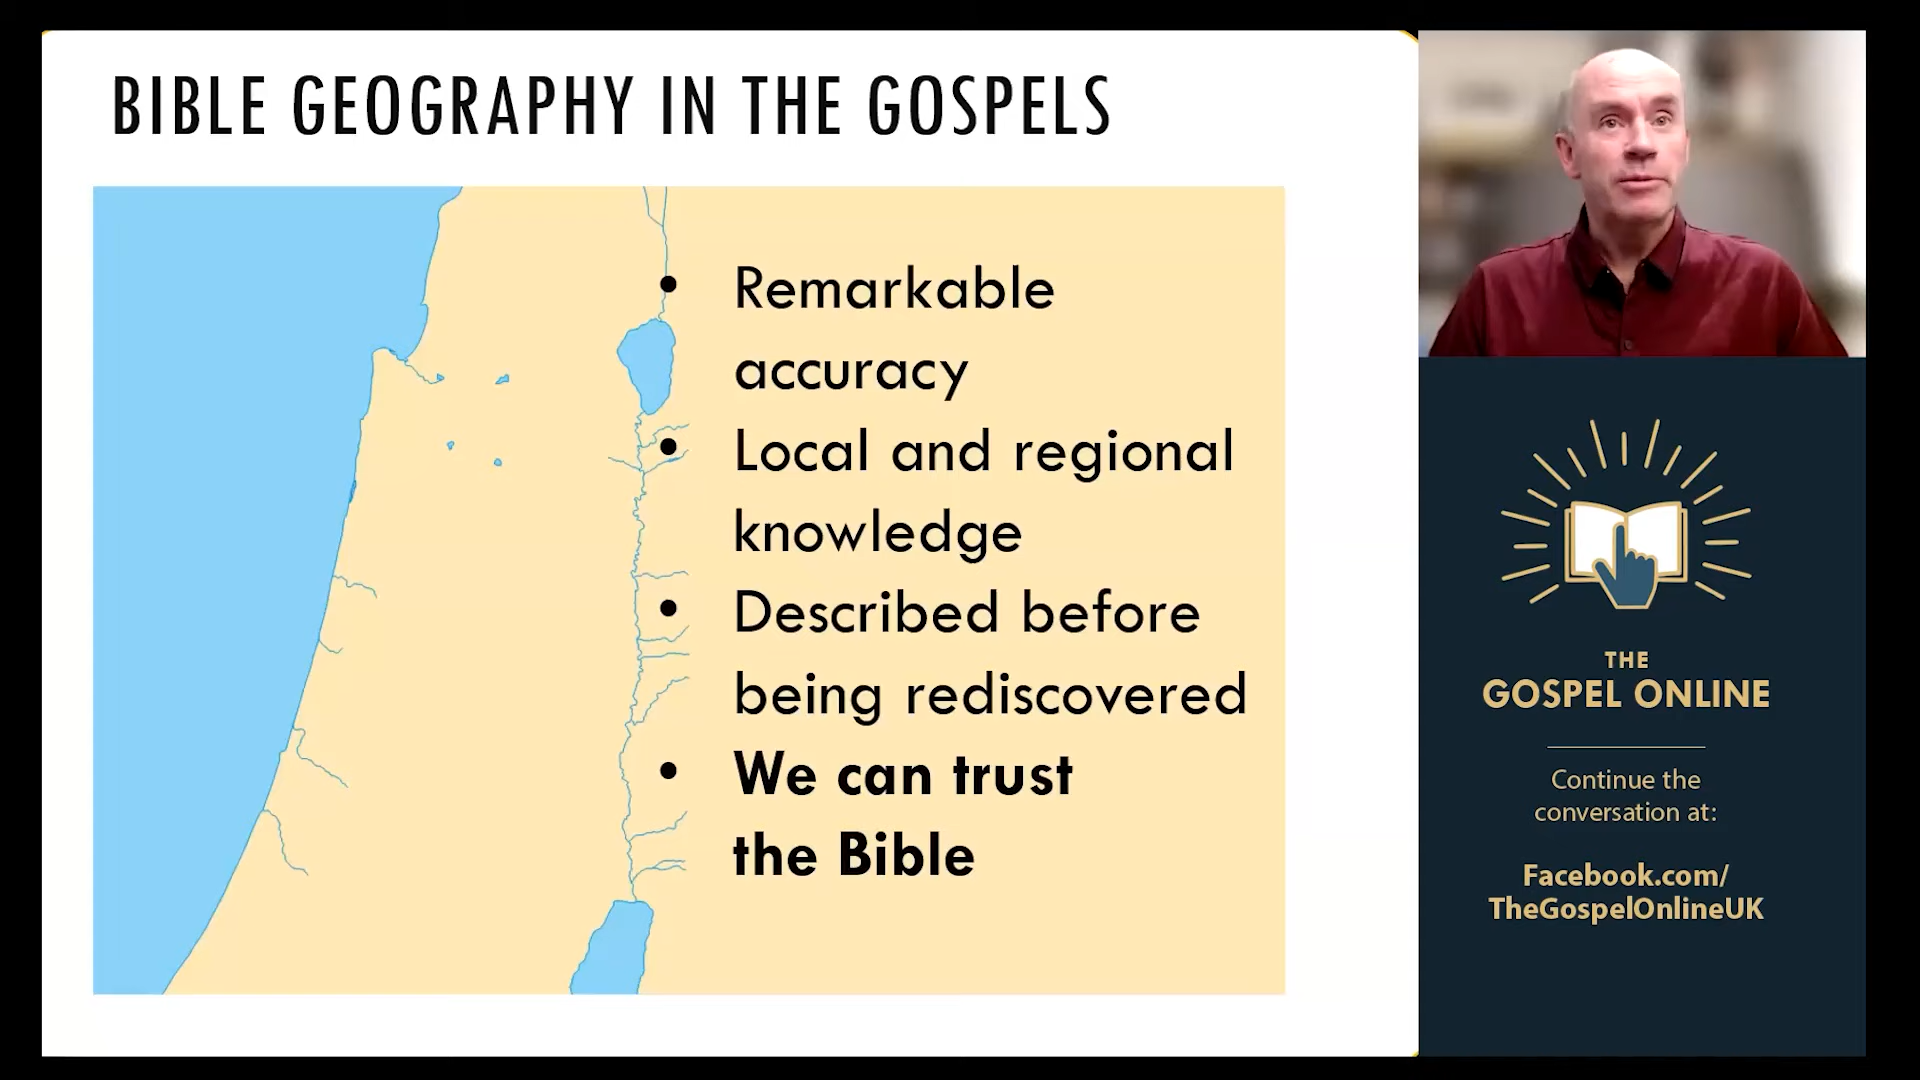 BIBLE GEOGRAPHY IN THE GOSPELS
• Remarkable
accuracy
• Local and regional
knowledge
• Described before
being rediscovered
• We can trust
the Bible
THE
GOSPEL ONLINE
Continue the
conversation at:
Facebook.com/
TheGospelOnlineUK